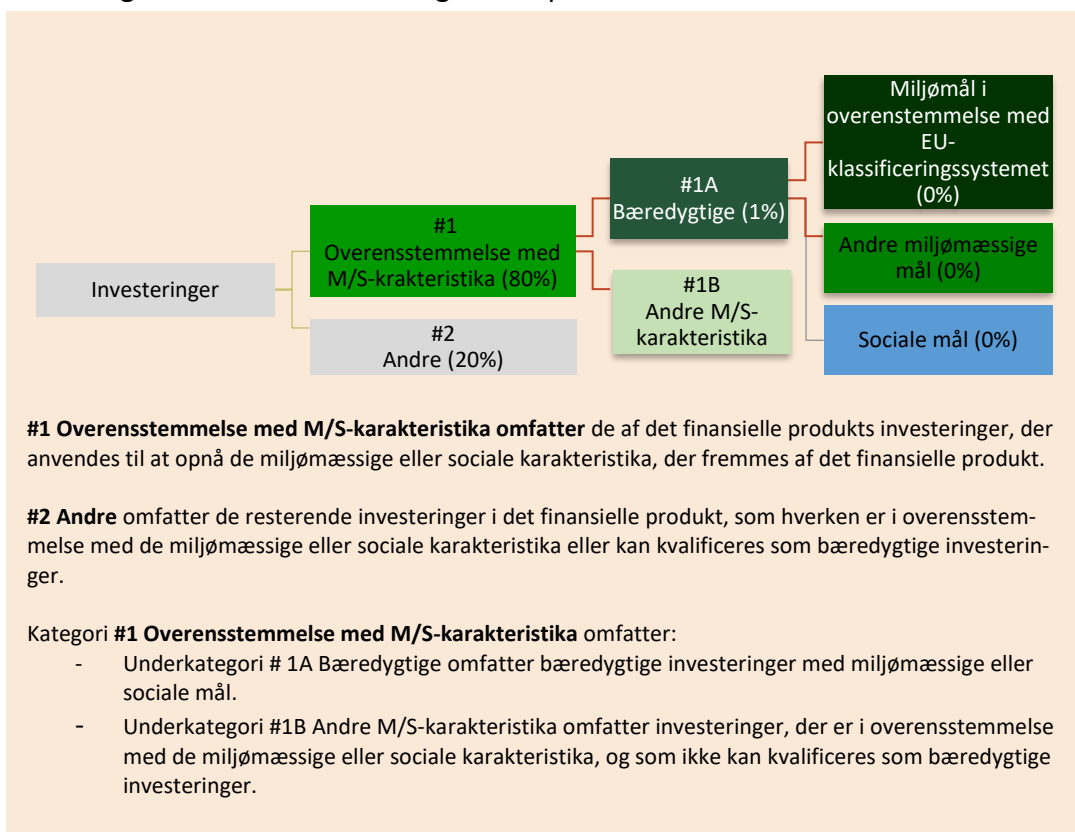 Investeringer
#1
Overensstemmelse med
M/S-krakteristika (80%)
#2
Andre (20%)
#1A
Bæredygtige (1%)
#1B
Andre M/S-
karakteristika
Miljømål i
overenstemmelse med
EU-
klassificeringssystemet
(0%)
Andre miljømæssige
mål (0%)
Sociale mål (0%)
#1 Overensstemmelse med M/S-karakteristika omfatter de af det finansielle produkts investeringer, der
anvendes til at opnå de miljømæssige eller sociale karakteristika, der fremmes af det finansielle produkt.
#2 Andre omfatter de resterende investeringer i det finansielle produkt, som hverken er i overensstem-
melse med de miljømæssige eller sociale karakteristika eller kan kvalificeres som bæredygtige investerin-
ger.
Kategori #1 Overensstemmelse med M/S-karakteristika omfatter:
- Underkategori # 1A Bæredygtige omfatter bæredygtige investeringer med miljømæssige eller
sociale mål.
- Underkategori #1B Andre M/S-karakteristika omfatter investeringer, der er i overensstemmelse
med de miljømæssige eller sociale karakteristika, og som ikke kan kvalificeres som bæredygtige
investeringer.